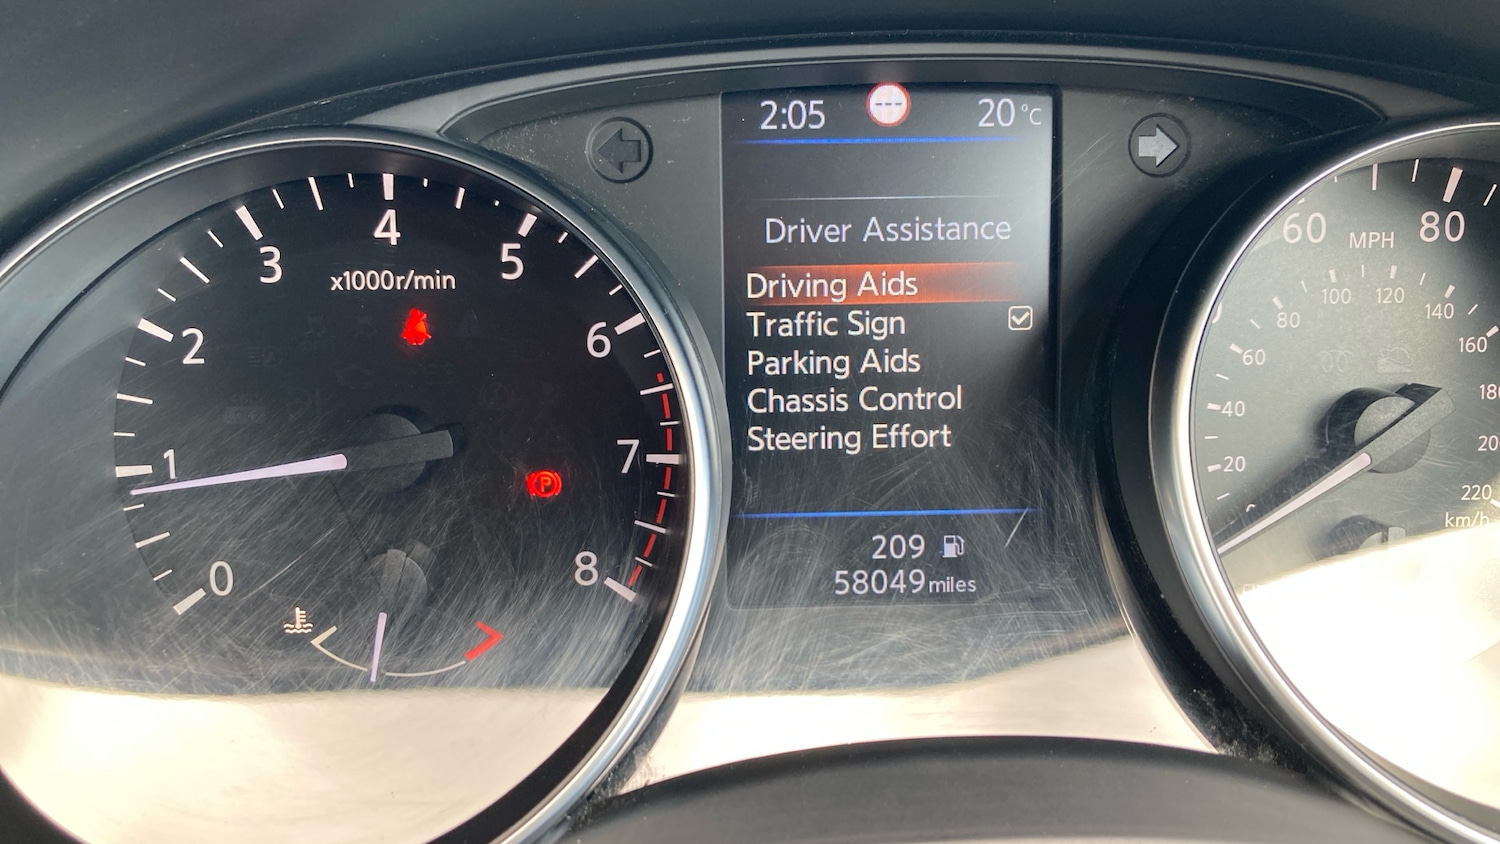 2:05 --- 20°C
Driver Assistance
Driving Aids
Traffic Sign
Parking Aids
Chassis Control
Steering Effort
209
58049 miles
0
1
2
3
4
5
6
7
8
x1000r/min
P
60
80
MPH
20
40
60
80
100
120
140
160
220
km/h